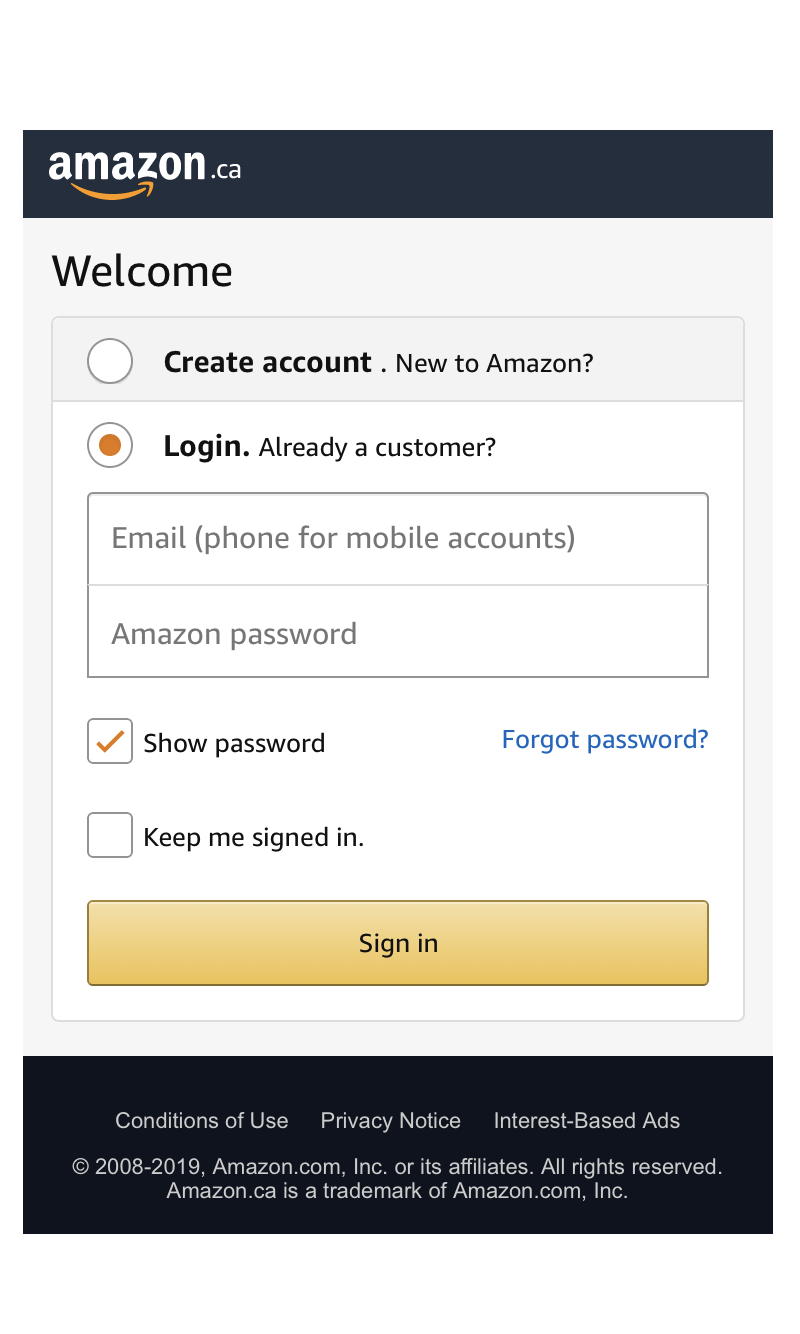 amazon.ca
Welcome
Create account . New to Amazon?
Login. Already a customer?
Email (phone for mobile accounts)
Amazon password
Show password Forgot password?
Keep me signed in.
Sign in
Conditions of Use Privacy Notice Interest-Based Ads
© 2008-2019, Amazon.com, Inc. or its affiliates. All rights reserved.
Amazon.ca is a trademark of Amazon.com, Inc.